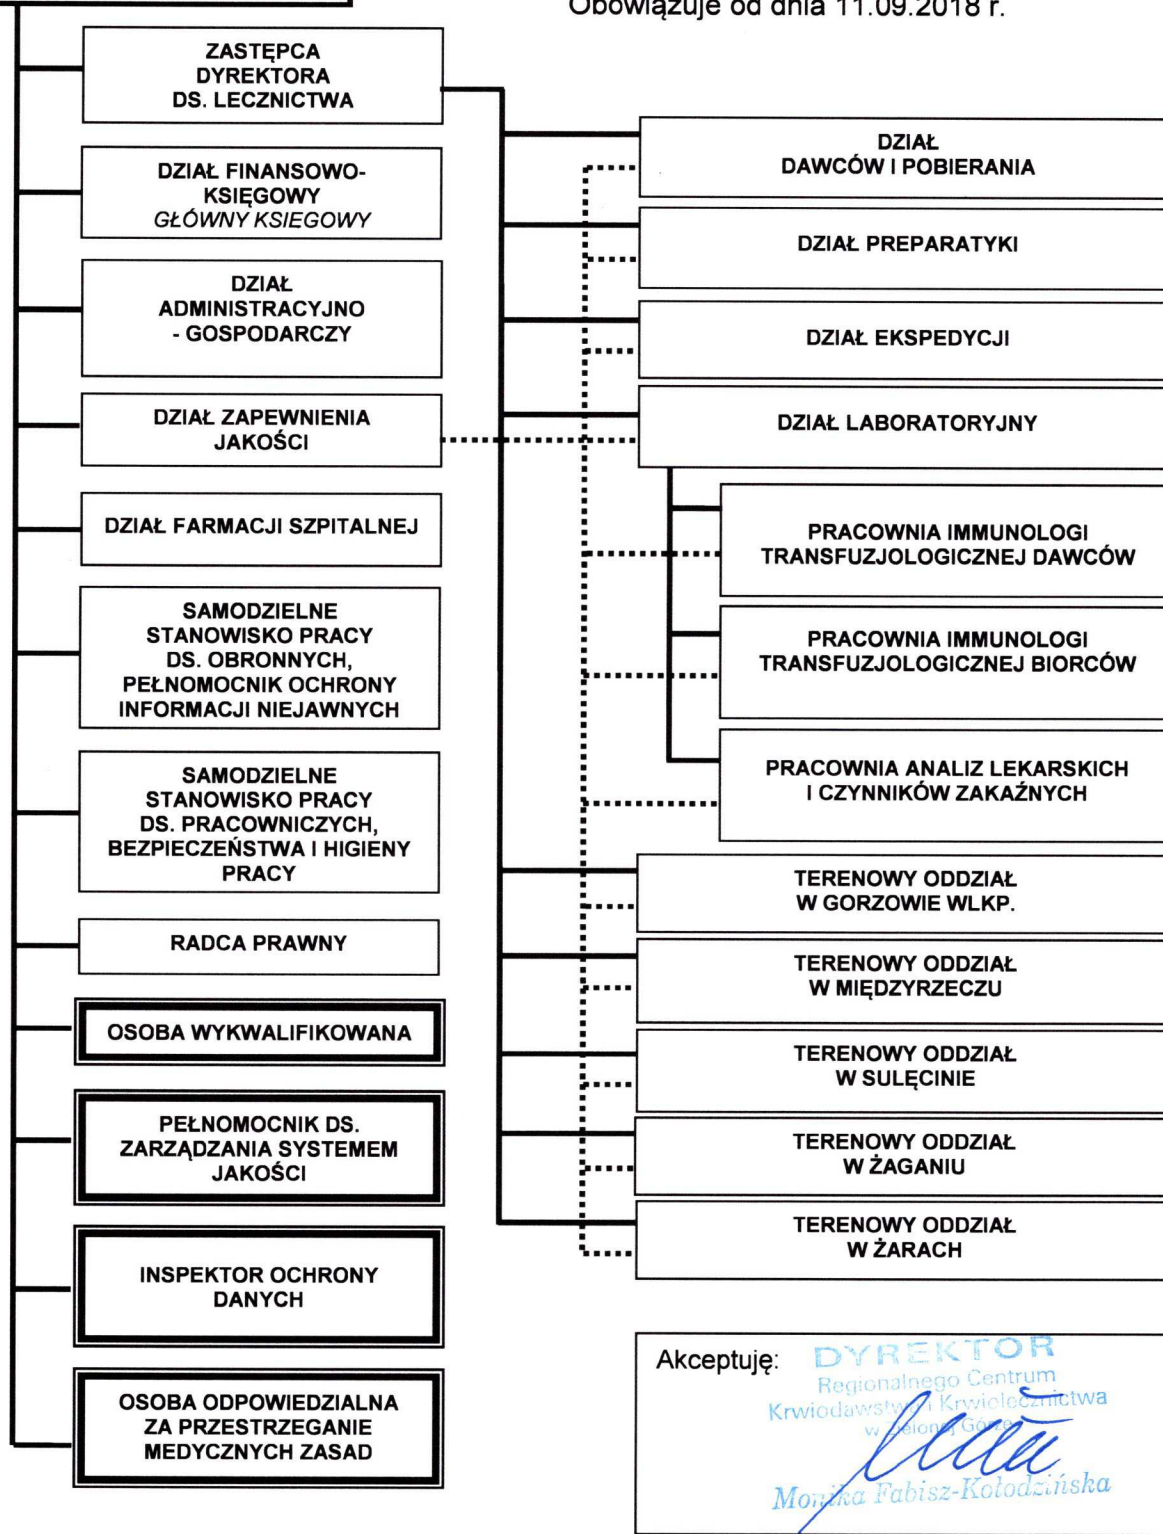 Obowiązuje od dnia 11.09.2018 r.
ZASTĘPCA
DYREKTORA
DS. LECZNICTWA
DZIAŁ FINANSOWO-
KSIĘGOWY
GŁÓWNY KSIEGOWY
DZIAŁ
ADMINISTRACYJNO
- GOSPODARCZY
DZIAŁ ZAPEWNIENIA
JAKOŚCI
DZIAŁ FARMACJI SZPITALNEJ
SAMODZIELNE
STANOWISKO PRACY
DS. OBRONNYCH,
PEŁNOMOCNIK OCHRONY
INFORMACJI NIEJAWNYCH
SAMODZIELNE
STANOWISKO PRACY
DS. PRACOWNICZYCH,
BEZPIECZEŃSTWA I HIGIENY
PRACY
RADCA PRAWNY
OSOBA WYKWALIFIKOWANA
PEŁNOMOCNIK DS.
ZARZĄDZANIA SYSTEMEM
JAKOŚCI
INSPEKTOR OCHRONY
DANYCH
OSOBA ODPOWIEDZIALNA
ZA PRZESTRZEGANIE
MEDYCZNYCH ZASAD
DZIAŁ
DAWCÓW I POBIERANIA
DZIAŁ PREPARATYKI
DZIAŁ EKSPEDYCJI
DZIAŁ LABORATORYJNY
PRACOWNIA IMMUNOLOGI
TRANSFUZJOLOGICZNEJ DAWCÓW
PRACOWNIA IMMUNOLOGI
TRANSFUZJOLOGICZNEJ BIORCÓW
PRACOWNIA ANALIZ LEKARSKICH
I CZYNNIKÓW ZAKAŹNYCH
TERENOWY ODDZIAŁ
W GORZOWIE WLKP.
TERENOWY ODDZIAŁ
W MIĘDZYRZECZU
TERENOWY ODDZIAŁ
W SULĘCINIE
TERENOWY ODDZIAŁ
W ŻAGANIU
TERENOWY ODDZIAŁ
W ŻARACH
Akceptuję:
DYREKTOR
Regionalnego Centrum
Krwiodawstwa i Krwiolecznictwa
w Zielonej Górze
Monika Fabisz-Kołodzińska